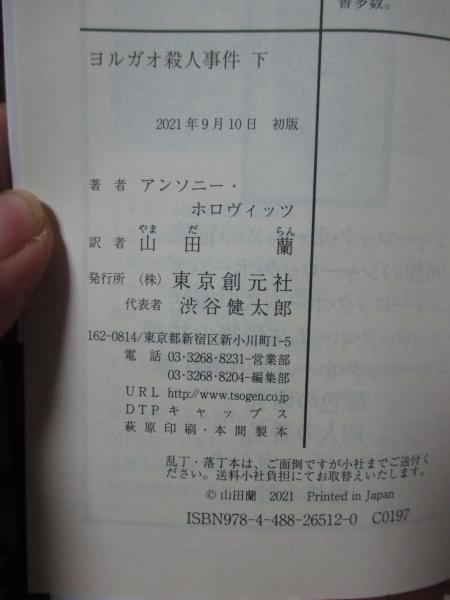 書多数。
ヨルガオ殺人事件 下
2021年9月10日 初版
著者 アンソニー・
ホロヴィッツ
やま だ らん
訳者 山田蘭
発行所 (株) 東京創元社
代表者 渋谷健太郎
162-0814/東京都新宿区新小川町1-5
電話 03・3268・8231-営業部
03・3268・8204-編集部
URL http://www.tsogen.co.jp
DTP キャップス
萩原印刷・本間製本
乱丁・落丁本は、ご面倒ですが小社までご送付く
ださい。送料小社負担にてお取替えいたします。
© 山田蘭 2021 Printed in Japan
ISBN978-4-488-26512-0 C0197